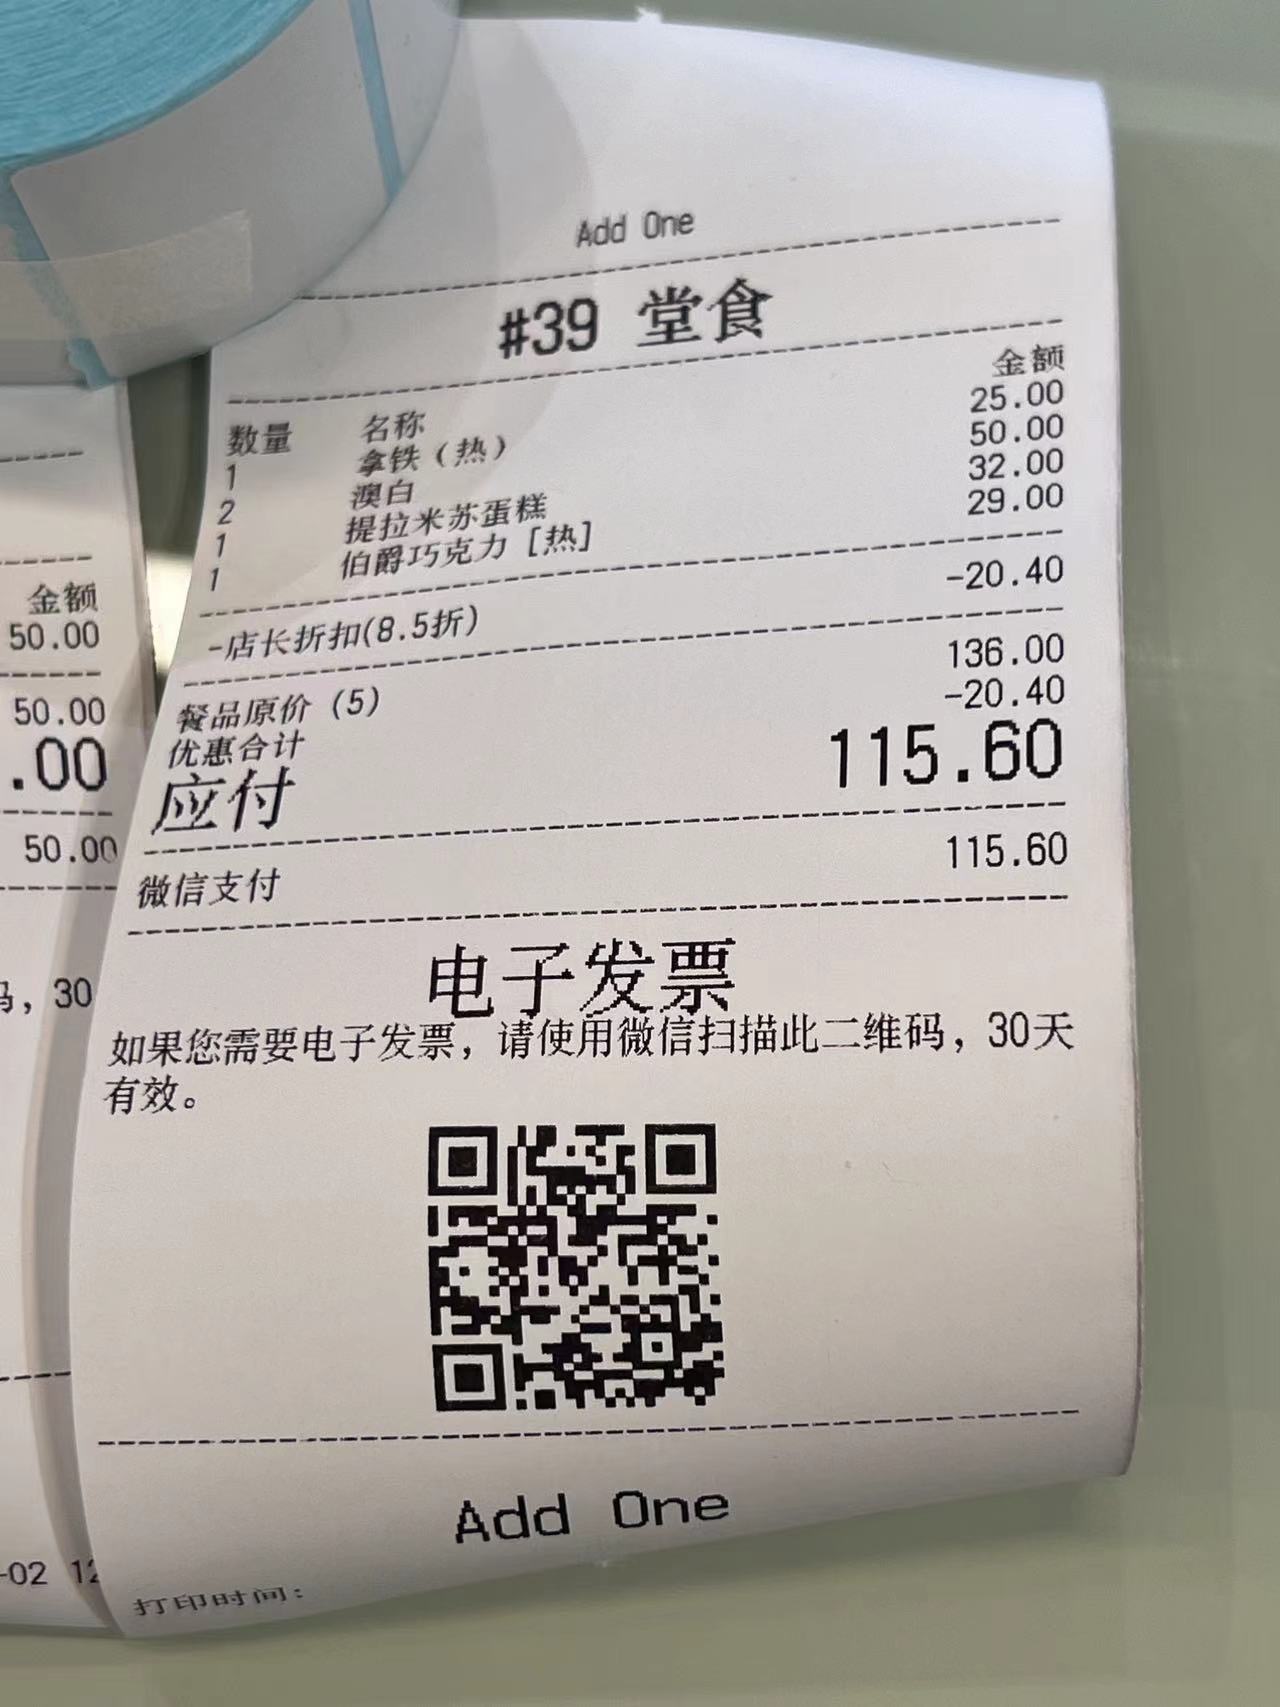 Add One
#39 堂食
数量 名称 金额
1 拿铁（热） 25.00
2 澳白 50.00
1 提拉米苏蛋糕 32.00
1 伯爵巧克力 [热] 29.00
-店长折扣(8.5折) -20.40
餐品原价 (5) 136.00
优惠合计 -20.40
应付 115.60
微信支付 115.60
电子发票
如果您需要电子发票，请使用微信扫描此二维码，30天
有效。
Add One
打印时间:
金额
50.00
50.00
.00
50.00
码，30
-02 12